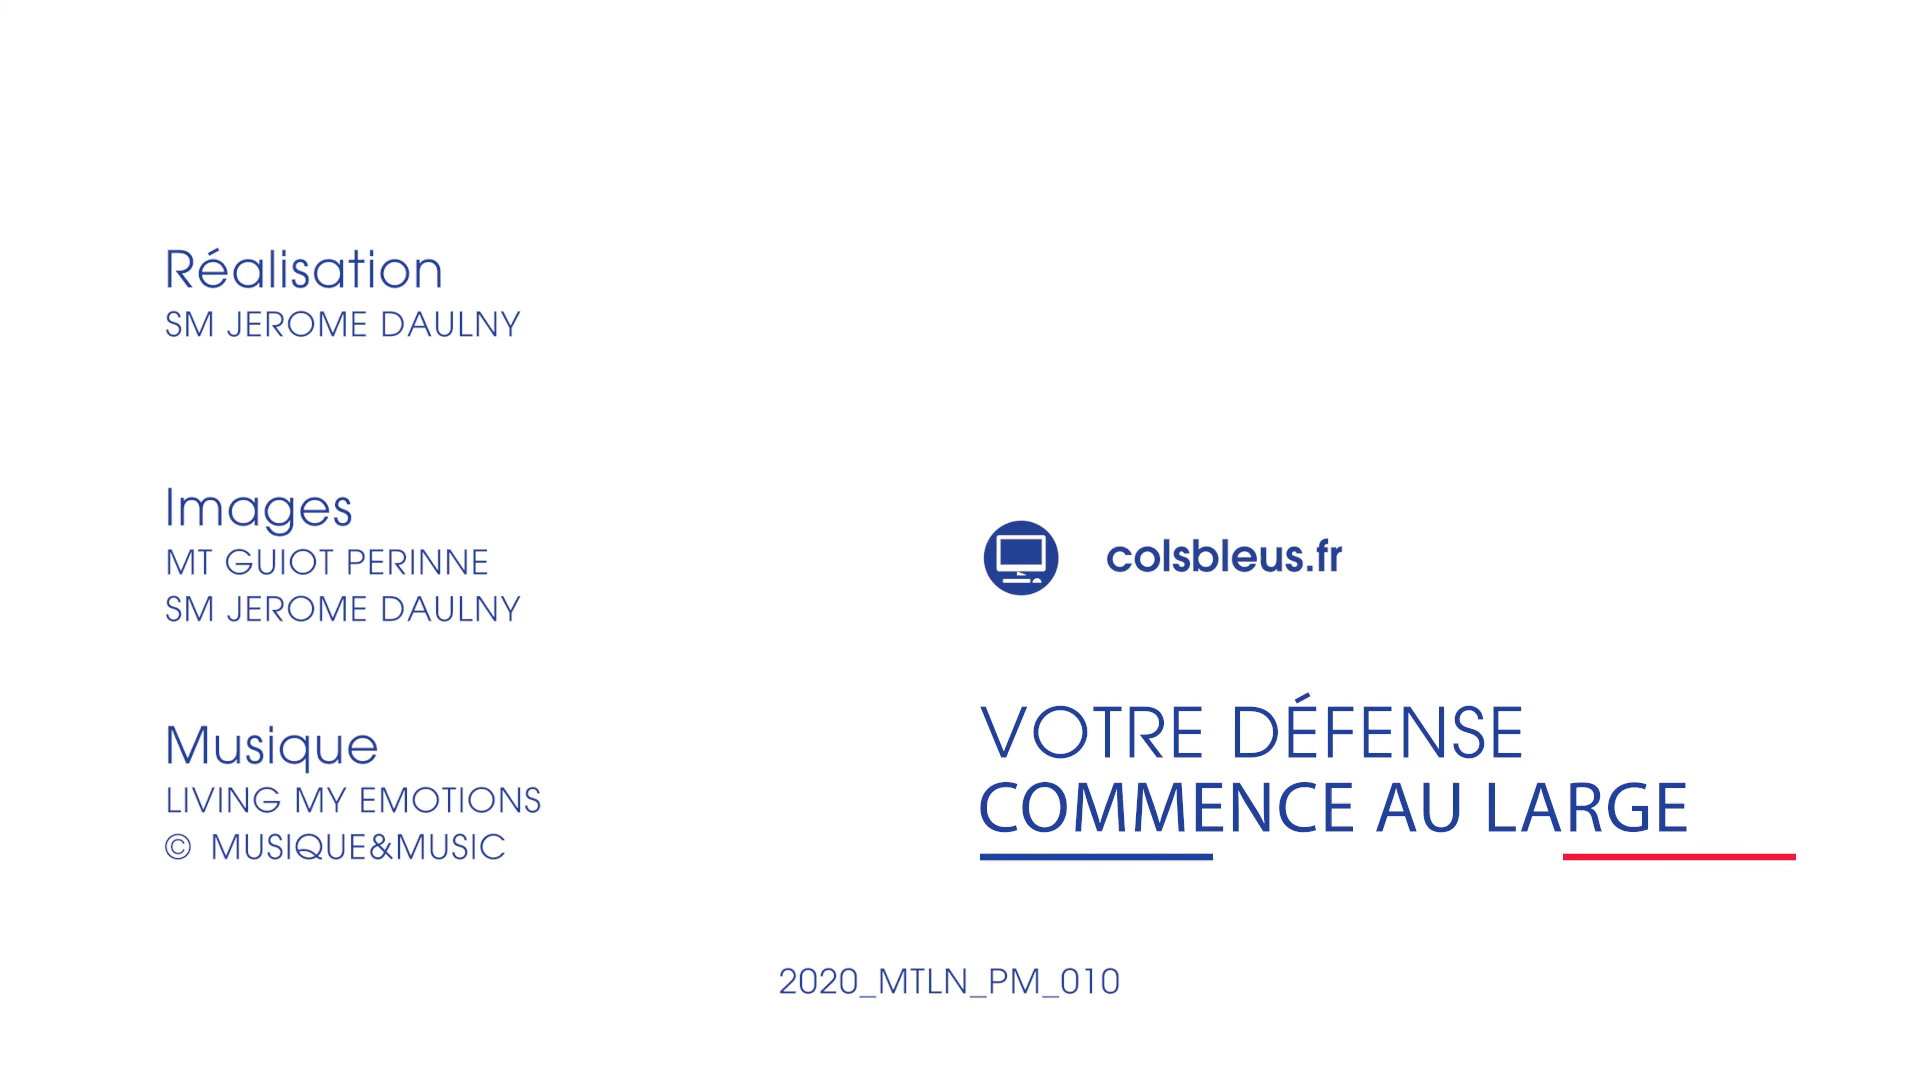 Réalisation
SM JEROME DAULNY
Images
MT GUIOT PERINNE
SM JEROME DAULNY
Musique
LIVING MY EMOTIONS
© MUSIQUE&MUSIC
colsbleus.fr
VOTRE DÉFENSE
COMMENCE AU LARGE
2020_MTLN_PM_010